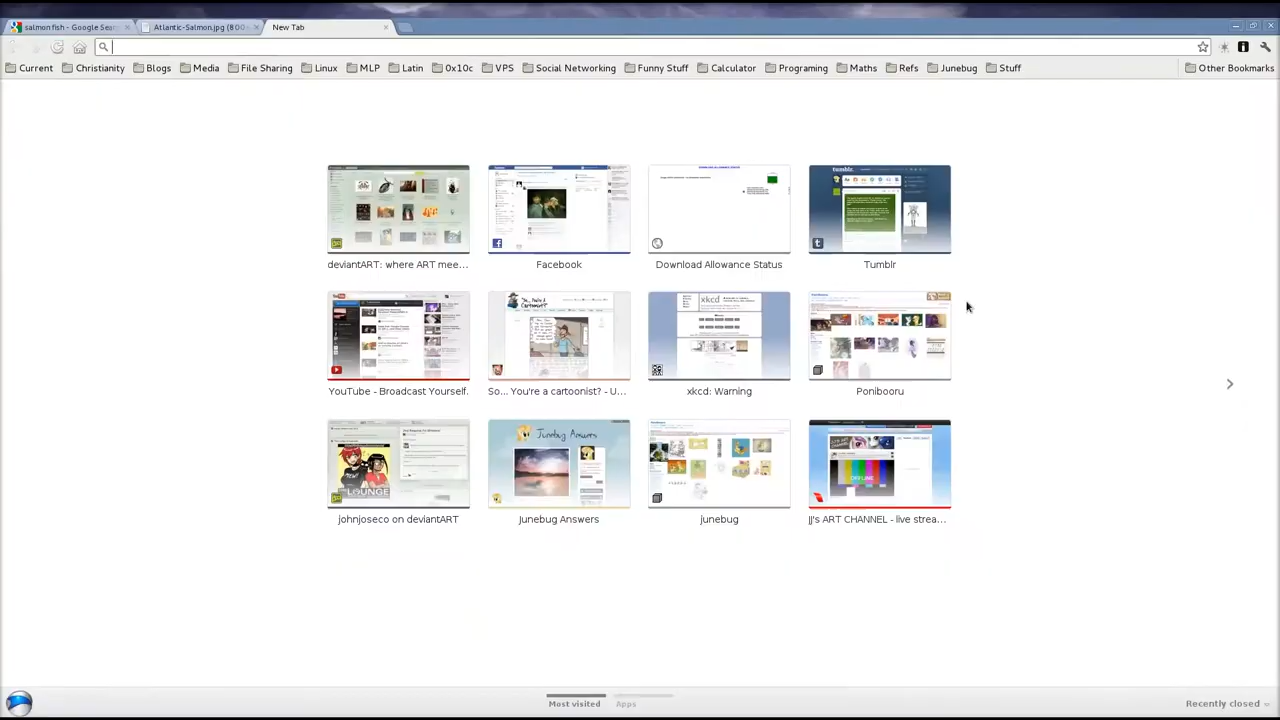 salmon fish - Google Sear
Atlantic-Salmon.jpg (800×
New Tab
Current
Christianity
Blogs
Media
File Sharing
Linux
MLP
Latin
0x10c
VPS
Social Networking
Funny Stuff
Calculator
Programing
Maths
Refs
Junebug
Stuff
Other Bookmarks
deviantART: where ART mee...
Facebook
Download Allowance Status
Tumblr
YouTube - Broadcast Yourself.
So... You're a cartoonist? - U...
xkcd: Warning
Ponibooru
Junebug Answers
johnjoseco on deviantART
Junebug Answers
junebug
JJ's ART CHANNEL - live strea...
Most visited
Apps
Recently closed